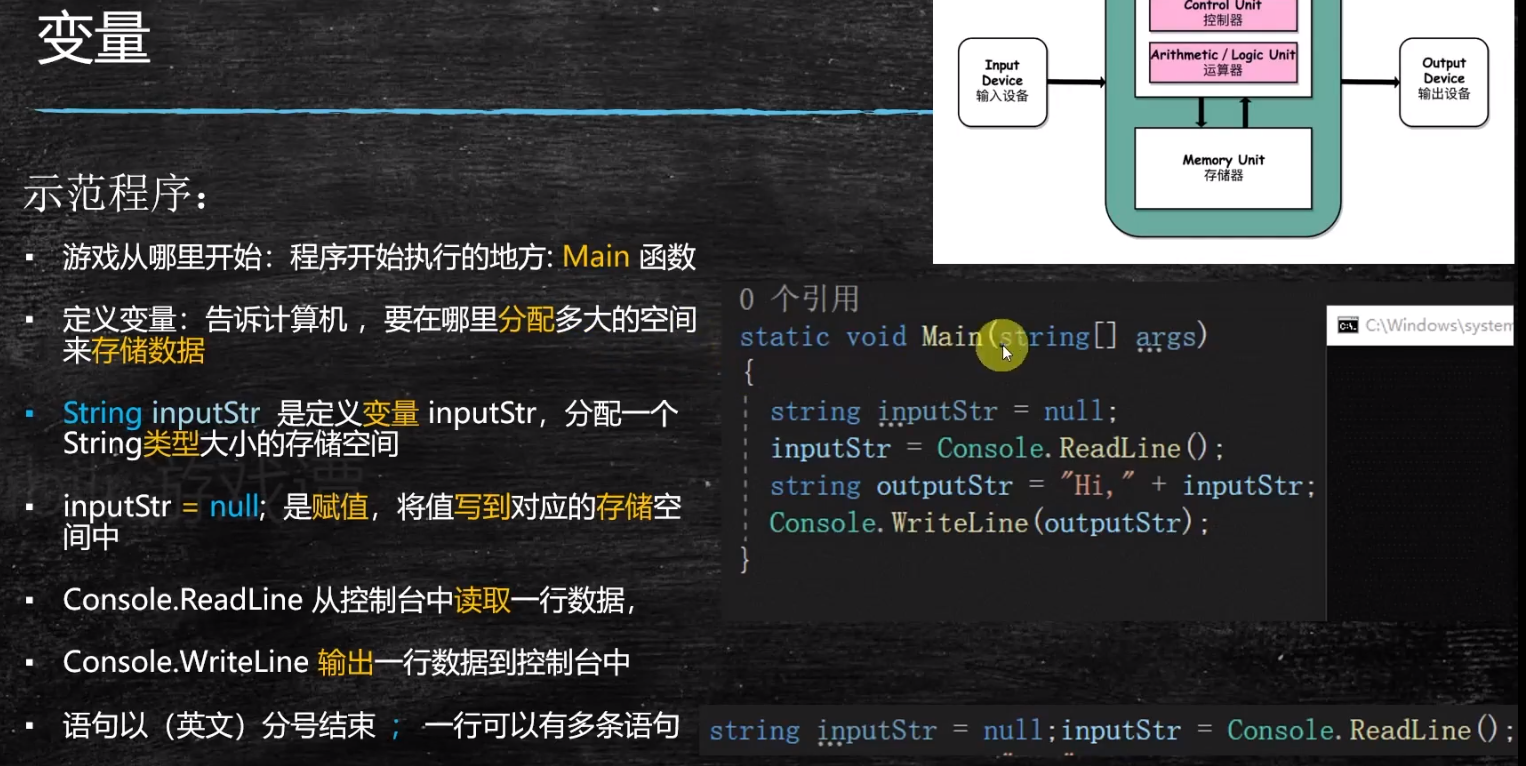 变量
Control Unit
控制器
Arithmetic / Logic Unit
运算器
Input
Device
输入设备
Output
Device
输出设备
Memory Unit
存储器
示范程序：
▪ 游戏从哪里开始：程序开始执行的地方: Main 函数
▪ 定义变量：告诉计算机 ，要在哪里分配多大的空间
来存储数据
▪ String inputStr 是定义变量 inputStr，分配一个
String类型大小的存储空间
▪ inputStr = null; 是赋值，将值写到对应的存储空
间中
▪ Console.ReadLine 从控制台中读取一行数据，
▪ Console.WriteLine 输出一行数据到控制台中
▪ 语句以（英文）分号结束 ； 一行可以有多条语句
0 个引用
static void Main(string[] args)
{
string inputStr = null;
inputStr = Console.ReadLine();
string outputStr = "Hi," + inputStr;
Console.WriteLine(outputStr);
}
C:\Windows\system
string inputStr = null;inputStr = Console.ReadLine();